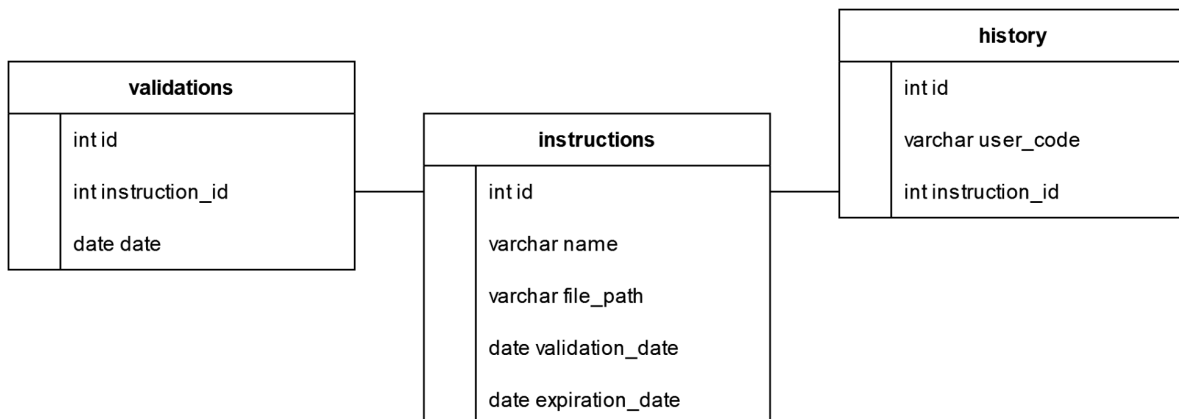 validations
int id
int instruction_id
date date
instructions
int id
varchar name
varchar file_path
date validation_date
date expiration_date
history
int id
varchar user_code
int instruction_id